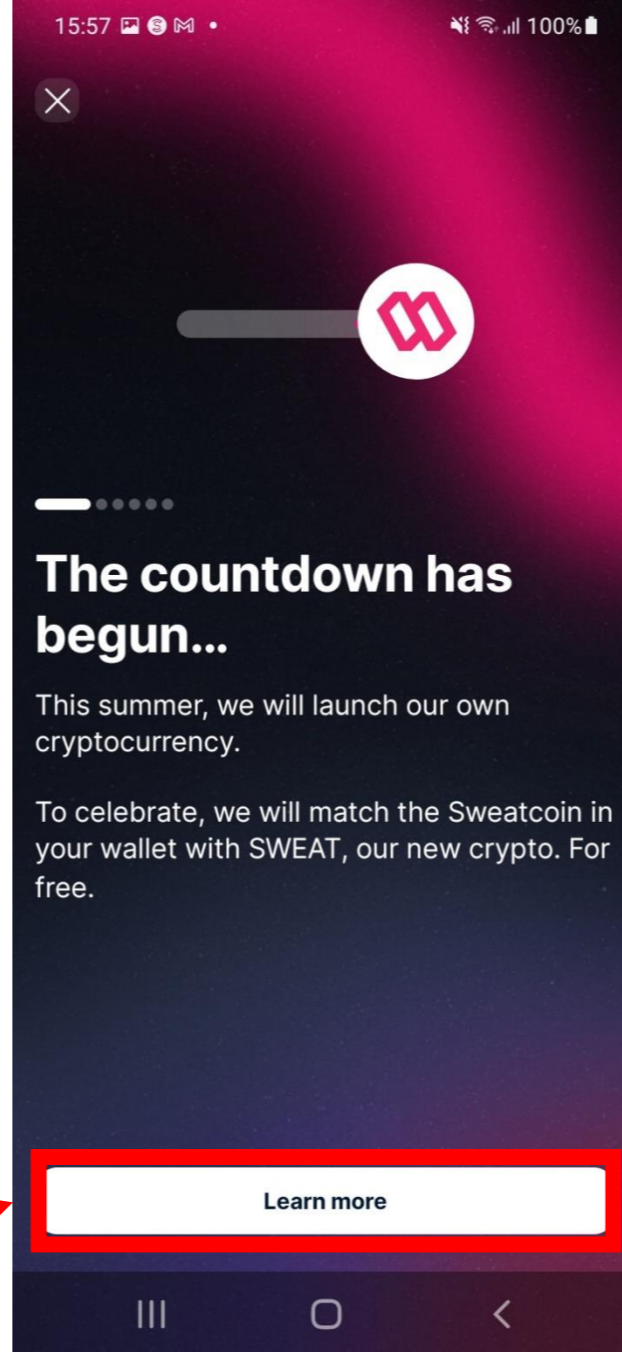 15:57 100%
The countdown has
begun...
This summer, we will launch our own
cryptocurrency.
To celebrate, we will match the Sweatcoin in
your wallet with SWEAT, our new crypto. For
free.
Learn more